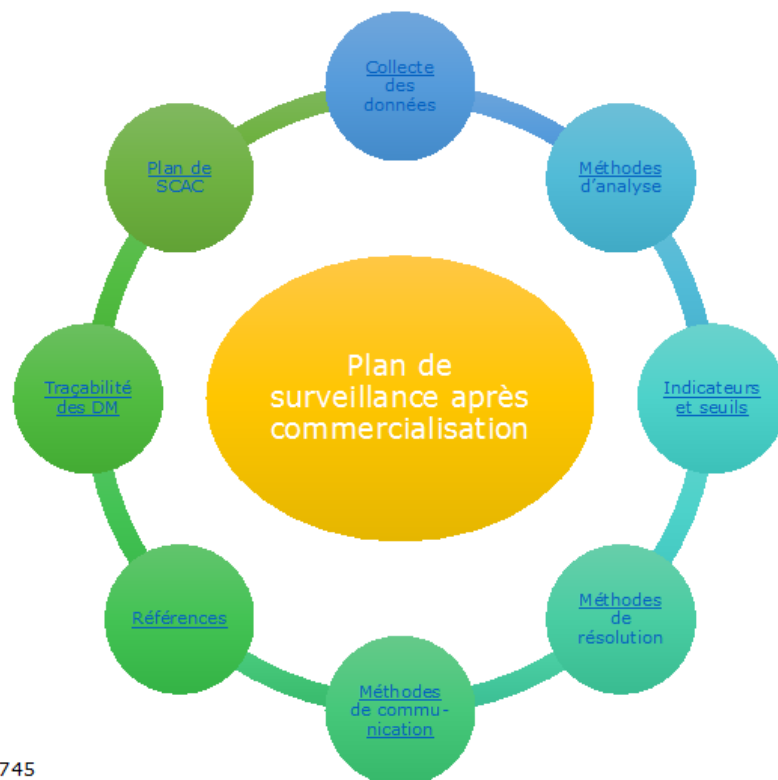 Collecte
des
données
Plan de
SCAC
Méthodes
d'analyse
Plan de
surveillance après
commercialisation
Traçabilité
des DM
Indicateurs
et seuils
Références
Méthodes
de
résolution
Méthodes
de commu-
nication
745